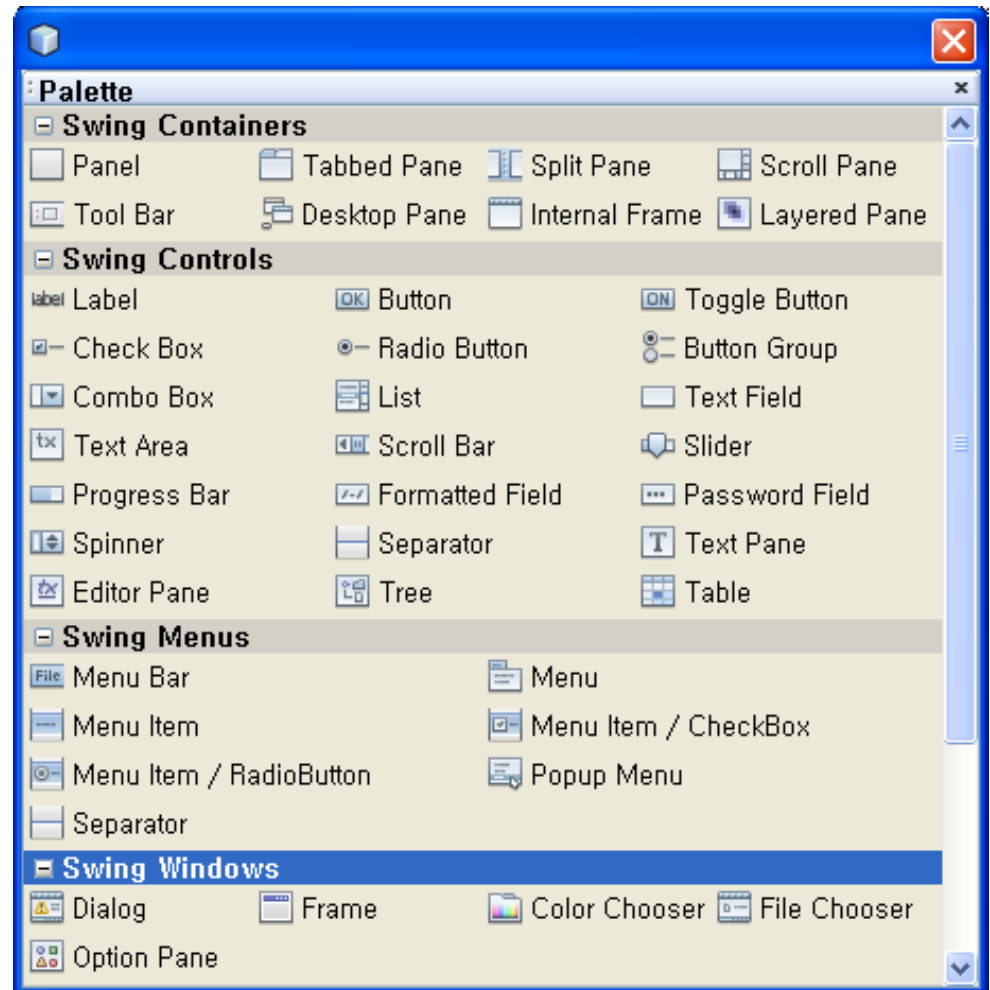 Palette
Swing Containers
Panel Tabbed Pane Split Pane Scroll Pane
Tool Bar Desktop Pane Internal Frame Layered Pane
Swing Controls
label Label OK Button ON Toggle Button
Check Box Radio Button Button Group
Combo Box List Text Field
tx Text Area Scroll Bar Slider
Progress Bar Formatted Field Password Field
Spinner Separator T Text Pane
tx Editor Pane Tree Table
Swing Menus
File Menu Bar Menu
Menu Item Menu Item / CheckBox
Menu Item / RadioButton Popup Menu
Separator
Swing Windows
Dialog Frame Color Chooser File Chooser
Option Pane